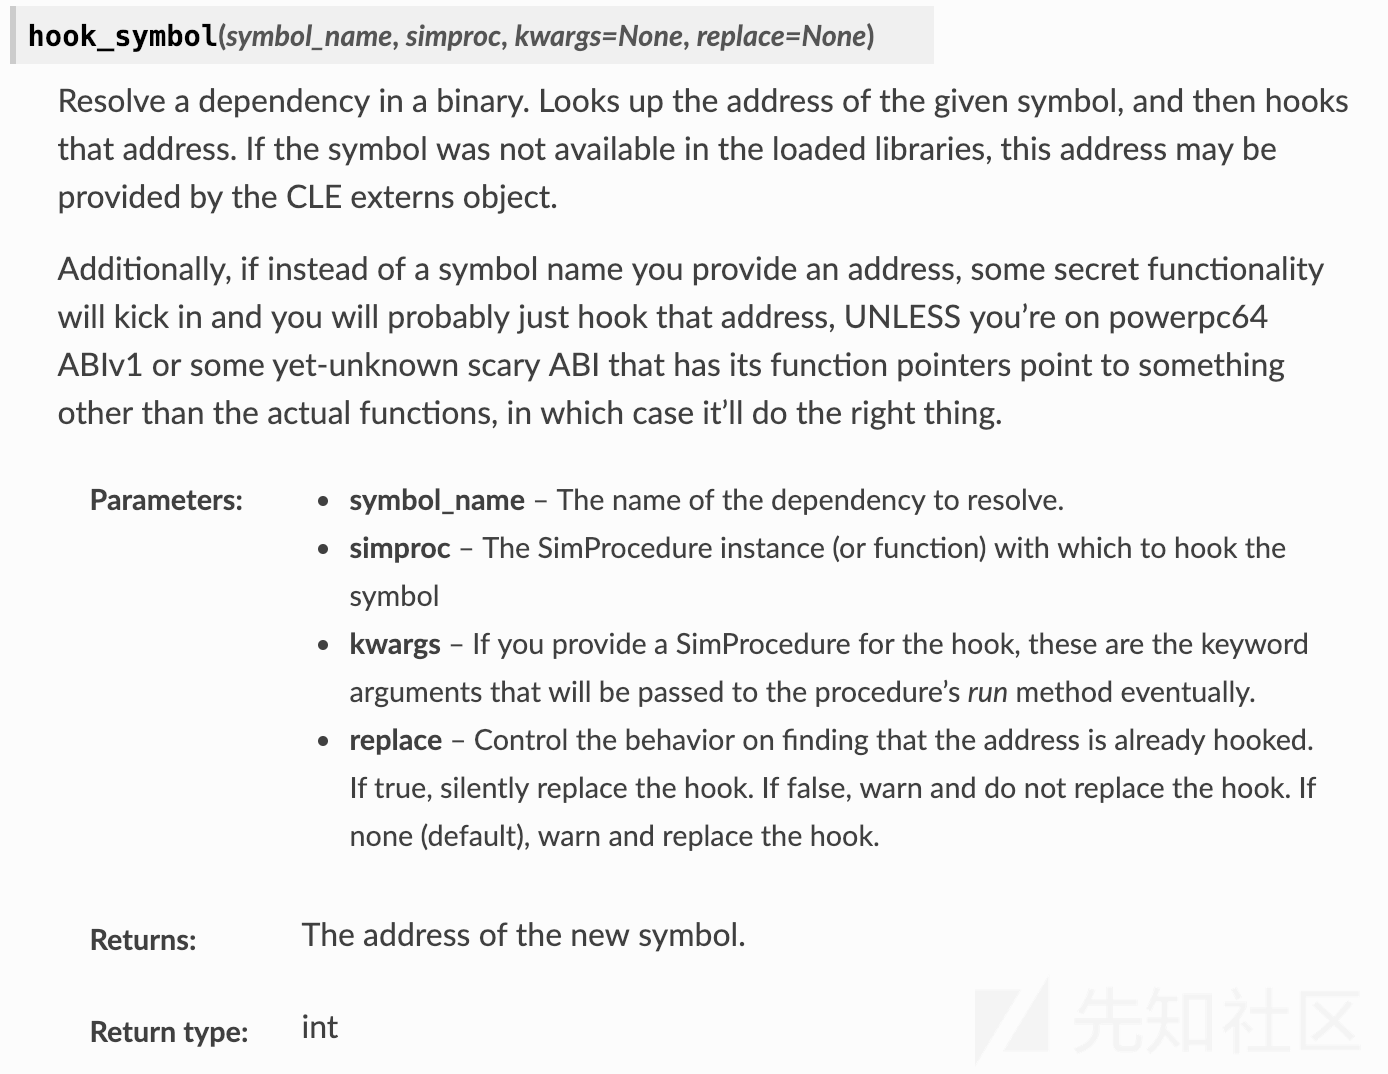 hook_symbol(symbol_name, simproc, kwargs=None, replace=None)
Resolve a dependency in a binary. Looks up the address of the given symbol, and then hooks
that address. If the symbol was not available in the loaded libraries, this address may be
provided by the CLE externs object.
Additionally, if instead of a symbol name you provide an address, some secret functionality
will kick in and you will probably just hook that address, UNLESS you’re on powerpc64
ABIv1 or some yet-unknown scary ABI that has its function pointers point to something
other than the actual functions, in which case it’ll do the right thing.
Parameters:
• symbol_name – The name of the dependency to resolve.
• simproc – The SimProcedure instance (or function) with which to hook the
symbol
• kwargs – If you provide a SimProcedure for the hook, these are the keyword
arguments that will be passed to the procedure’s run method eventually.
• replace – Control the behavior on finding that the address is already hooked.
If true, silently replace the hook. If false, warn and do not replace the hook. If
none (default), warn and replace the hook.
Returns: The address of the new symbol.
Return type: int
先知社区